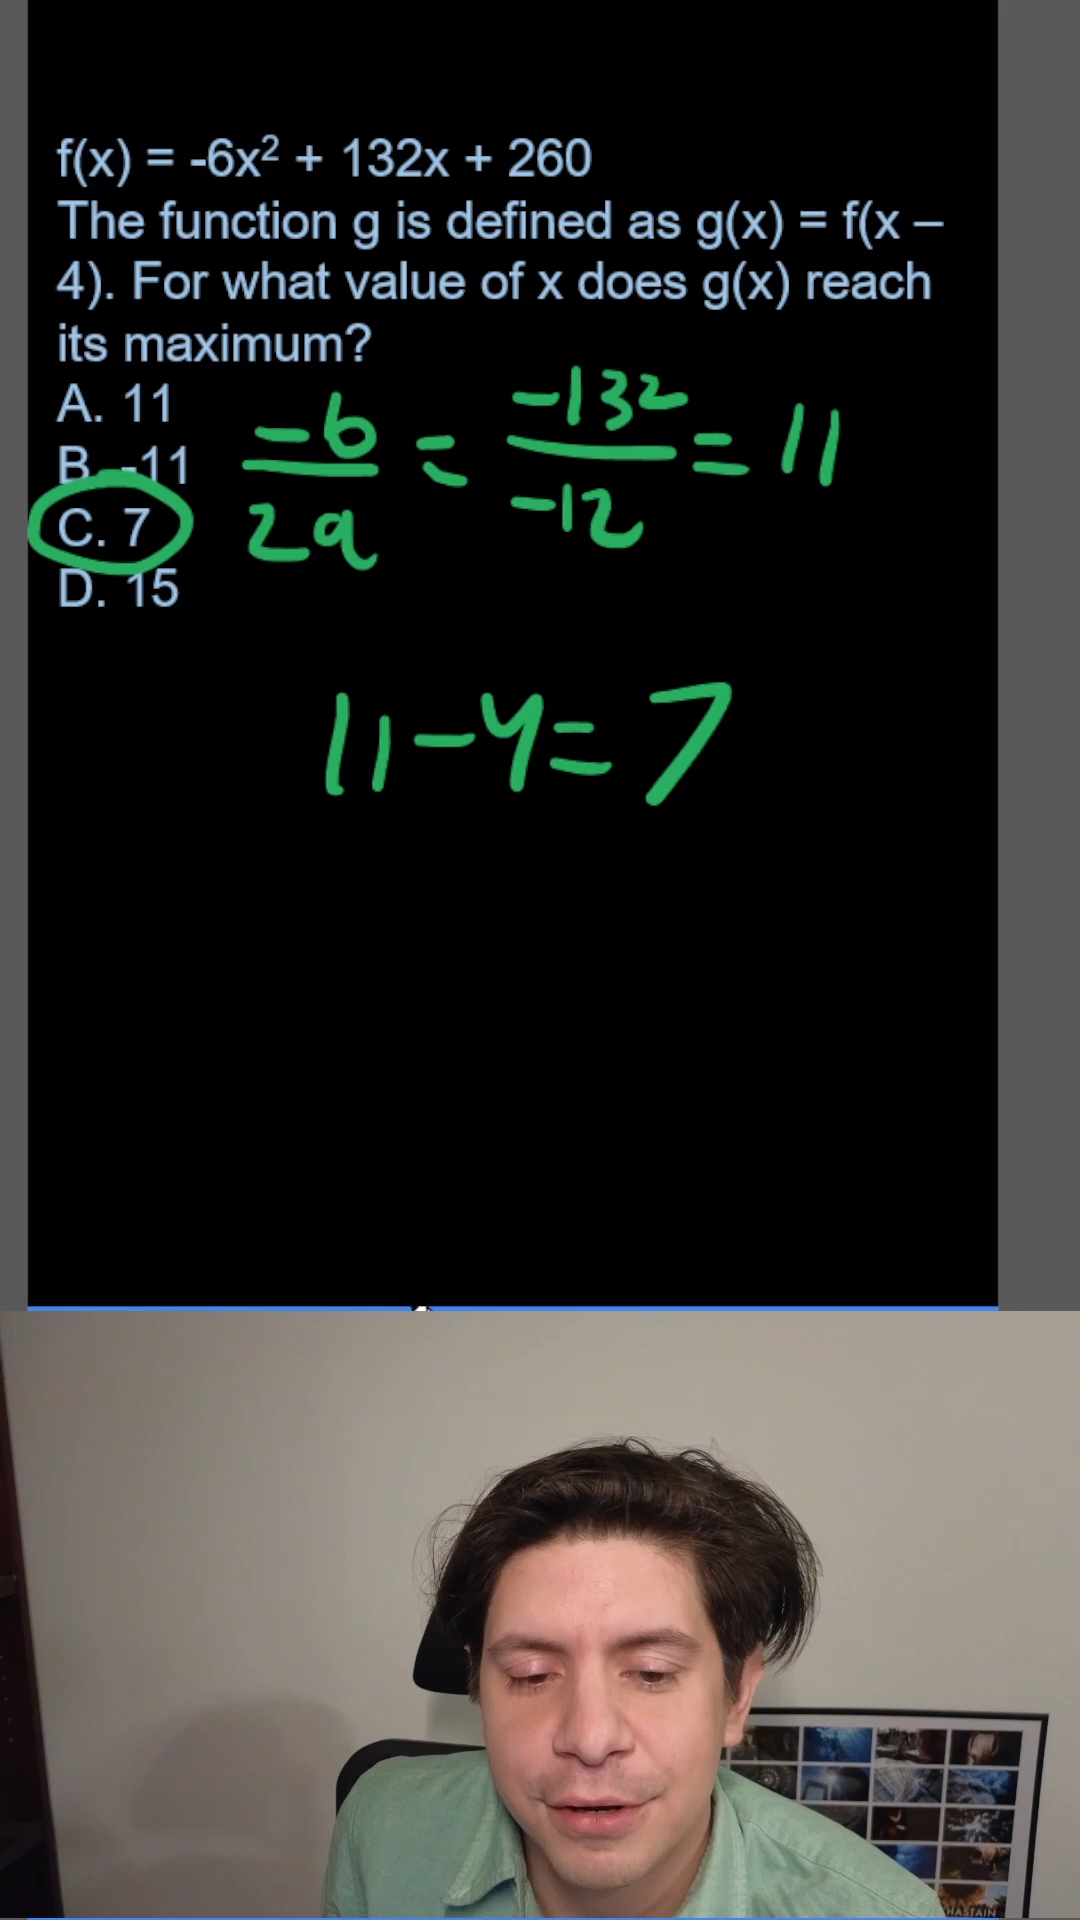 f(x) = -6x² + 132x + 260
The function g is defined as g(x) = f(x –
4). For what value of x does g(x) reach
its maximum?
A. 11
B. -11
C. 7
D. 15
-b/2a = -132/-12 = 11
11-4=7
HASTAIN